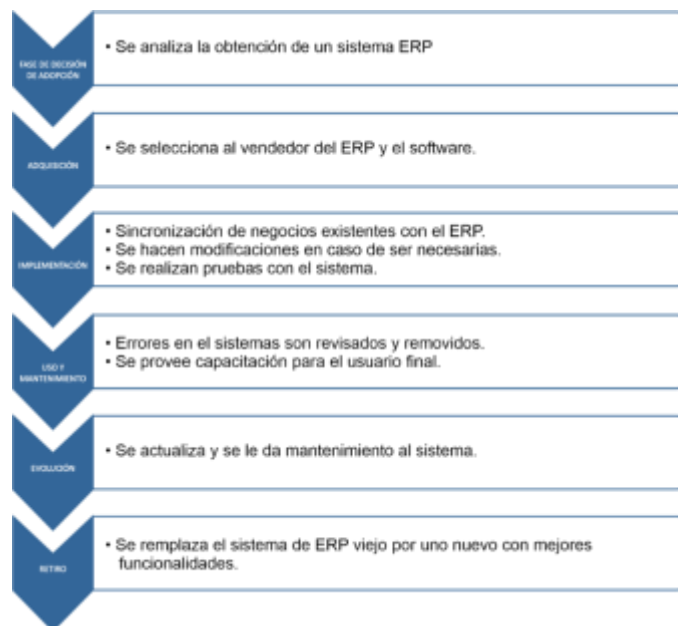 FASE DE DECISIÓN
DE ADOPCIÓN
• Se analiza la obtención de un sistema ERP
ADQUISICIÓN
• Se selecciona al vendedor del ERP y el software.
IMPLEMENTACIÓN
• Sincronización de negocios existentes con el ERP.
• Se hacen modificaciones en caso de ser necesarias.
• Se realizan pruebas con el sistema.
USO Y
MANTENIMIENTO
• Errores en el sistemas son revisados y removidos.
• Se provee capacitación para el usuario final.
EVOLUCIÓN
• Se actualiza y se le da mantenimiento al sistema.
RETIRO
• Se remplaza el sistema de ERP viejo por uno nuevo con mejores
funcionalidades.